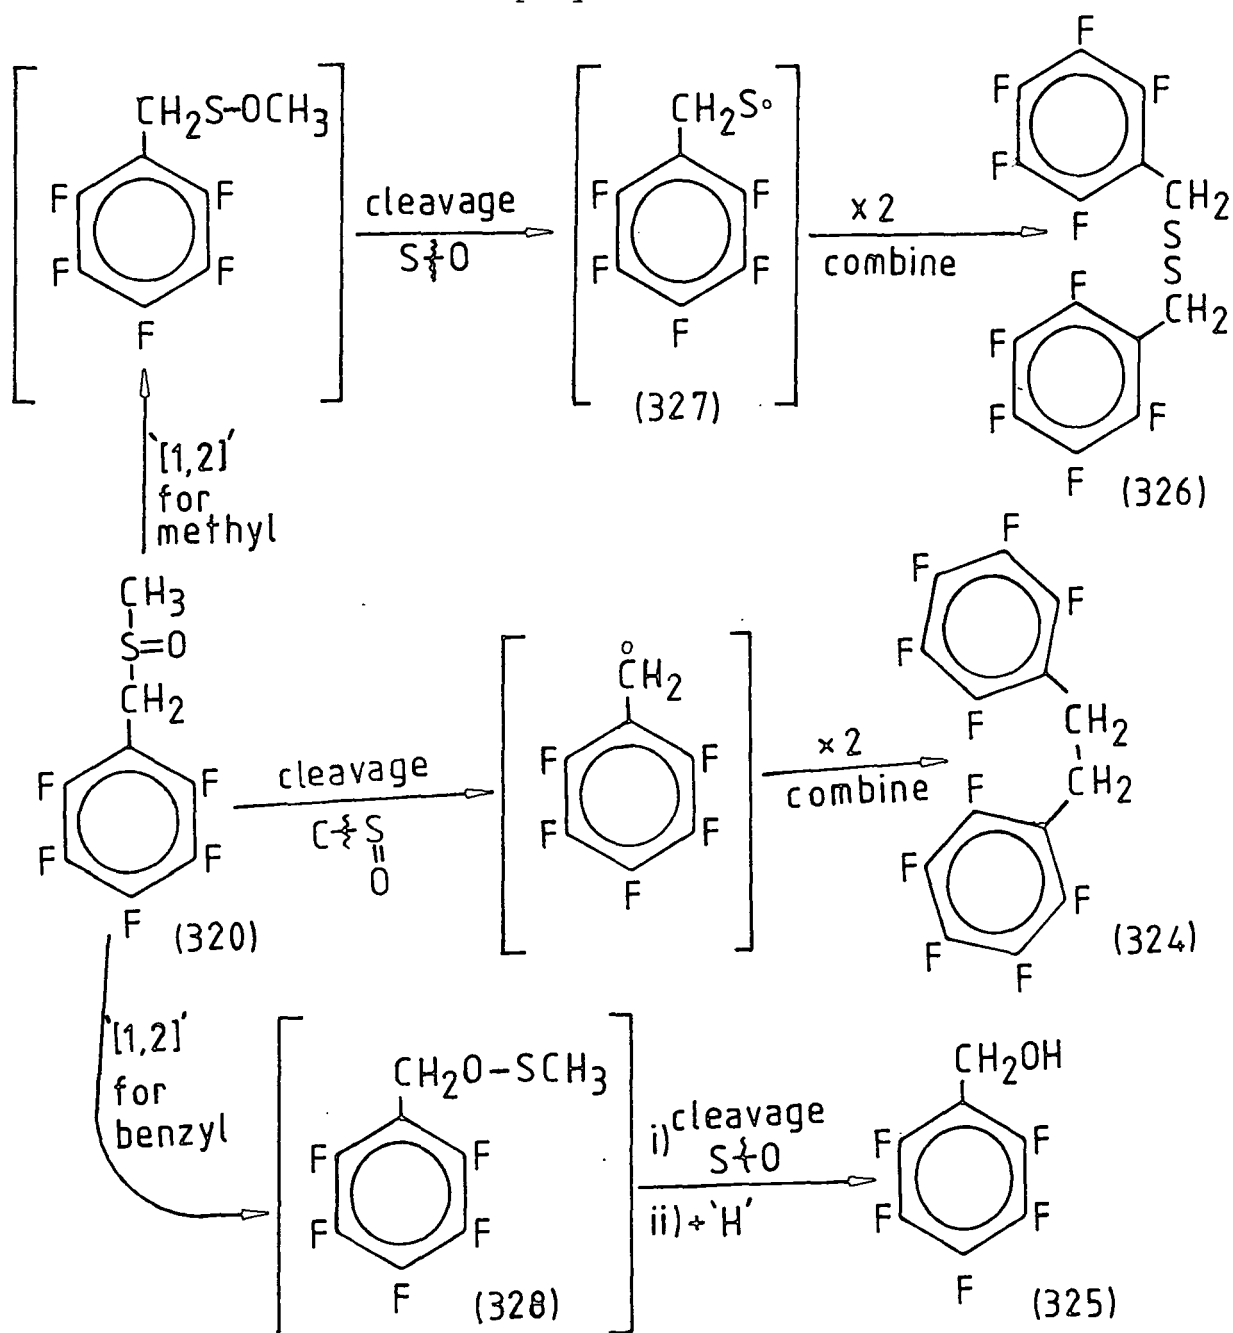 F
F
F
F
F
CH2S-OCH3
F
F
F
F
F
cleavage
S O
CH2S°
F
F
F
F
F
(327)
×2
combine
F
F
F
F
F
CH2
S
S
CH2
F
F
F
F
F
(326)
'[1,2]'
for
methyl
CH3
S=O
CH2
F
F
F
F
F
(320)
cleavage
C S
O
CH2
F
F
F
F
F
×2
combine
F
F
F
F
F
CH2
CH2
F
F
F
F
F
(324)
'[1,2]'
for
benzyl
CH2O-SCH3
F
F
F
F
F
(328)
i) cleavage
S O
ii) + 'H'
CH2OH
F
F
F
F
F
(325)